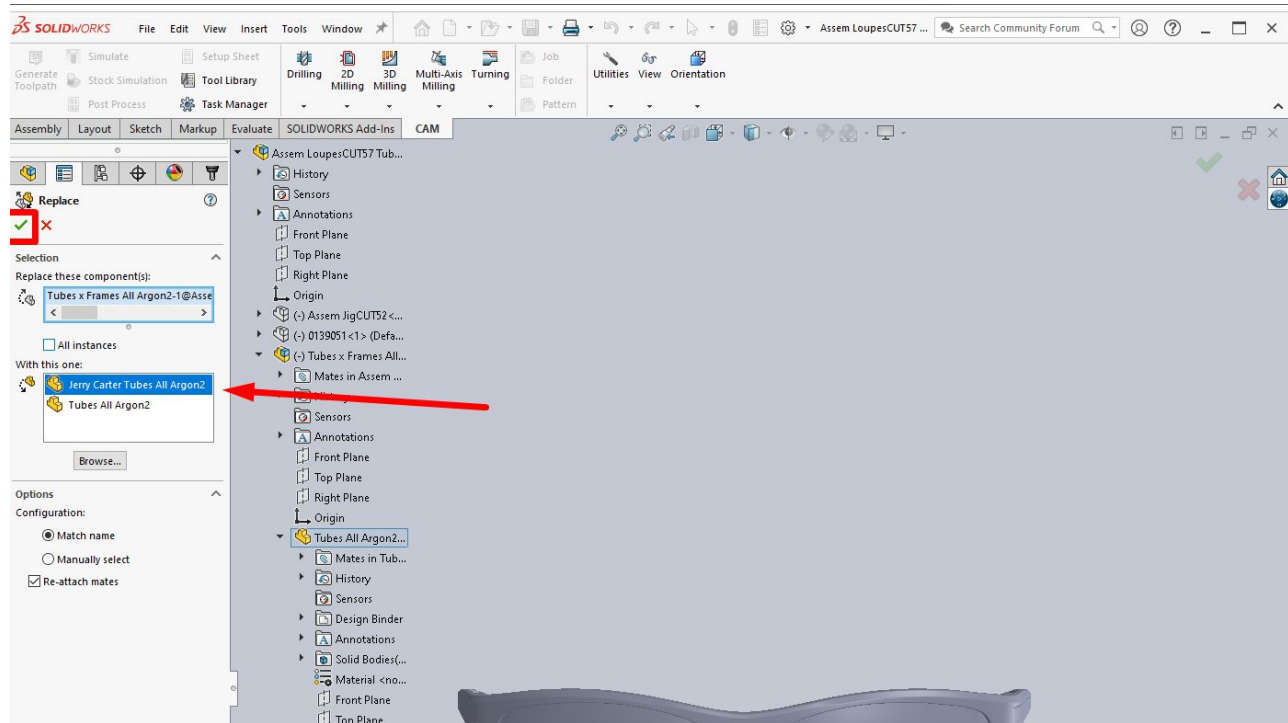 SOLIDWORKS File Edit View Insert Tools Window Assem LoupesCUT57 ... Search Community Forum
Simulate Setup Sheet Job
Generate Toolpath Stock Simulation Tool Library Drilling 2D Milling 3D Milling Multi-Axis Milling Turning Folder Utilities View Orientation
Post Process Task Manager Pattern
Assembly Layout Sketch Markup Evaluate SOLIDWORKS Add-Ins CAM
Assem LoupesCUT57 Tub...
History
Replace
Sensors
Annotations
Front Plane
Selection
Top Plane
Replace these component(s):
Right Plane
Tubes x Frames All Argon2-1@Asse
Origin
(-) Assem JigCUT52<...
(-) 0139051<1> (Defa...
All instances
(-) Tubes x Frames All...
With this one:
Mates in Assem ...
Jerry Carter Tubes All Argon2
Tubes All Argon2
Sensors
Annotations
Front Plane
Browse...
Top Plane
Options
Right Plane
Configuration:
Origin
Match name
Tubes All Argon2...
Manually select
Mates in Tub...
Re-attach mates
History
Sensors
Design Binder
Annotations
Solid Bodies(...
Material <no...
Front Plane
Top Plane